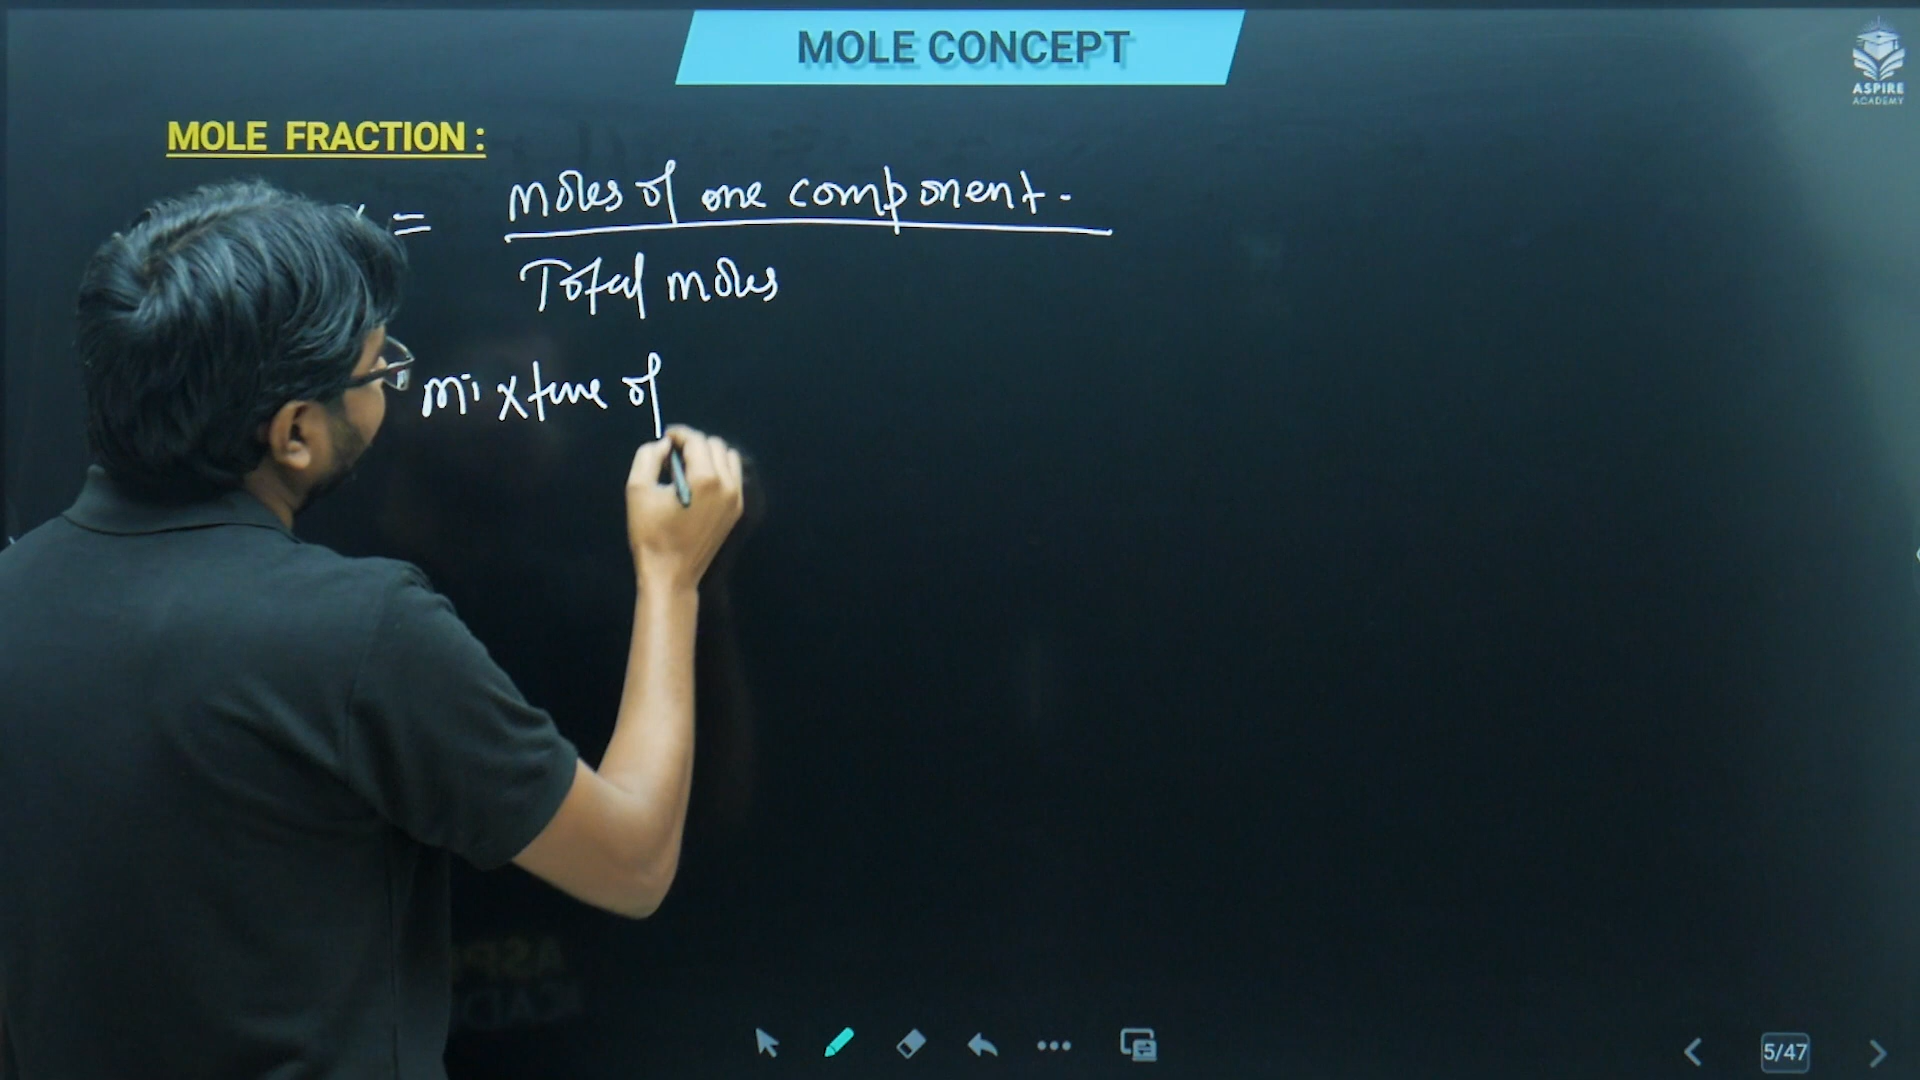 MOLE CONCEPT
ASPIRE
ACADEMY
MOLE FRACTION :
= moles of one component.
Total moles
mixture of
5/47